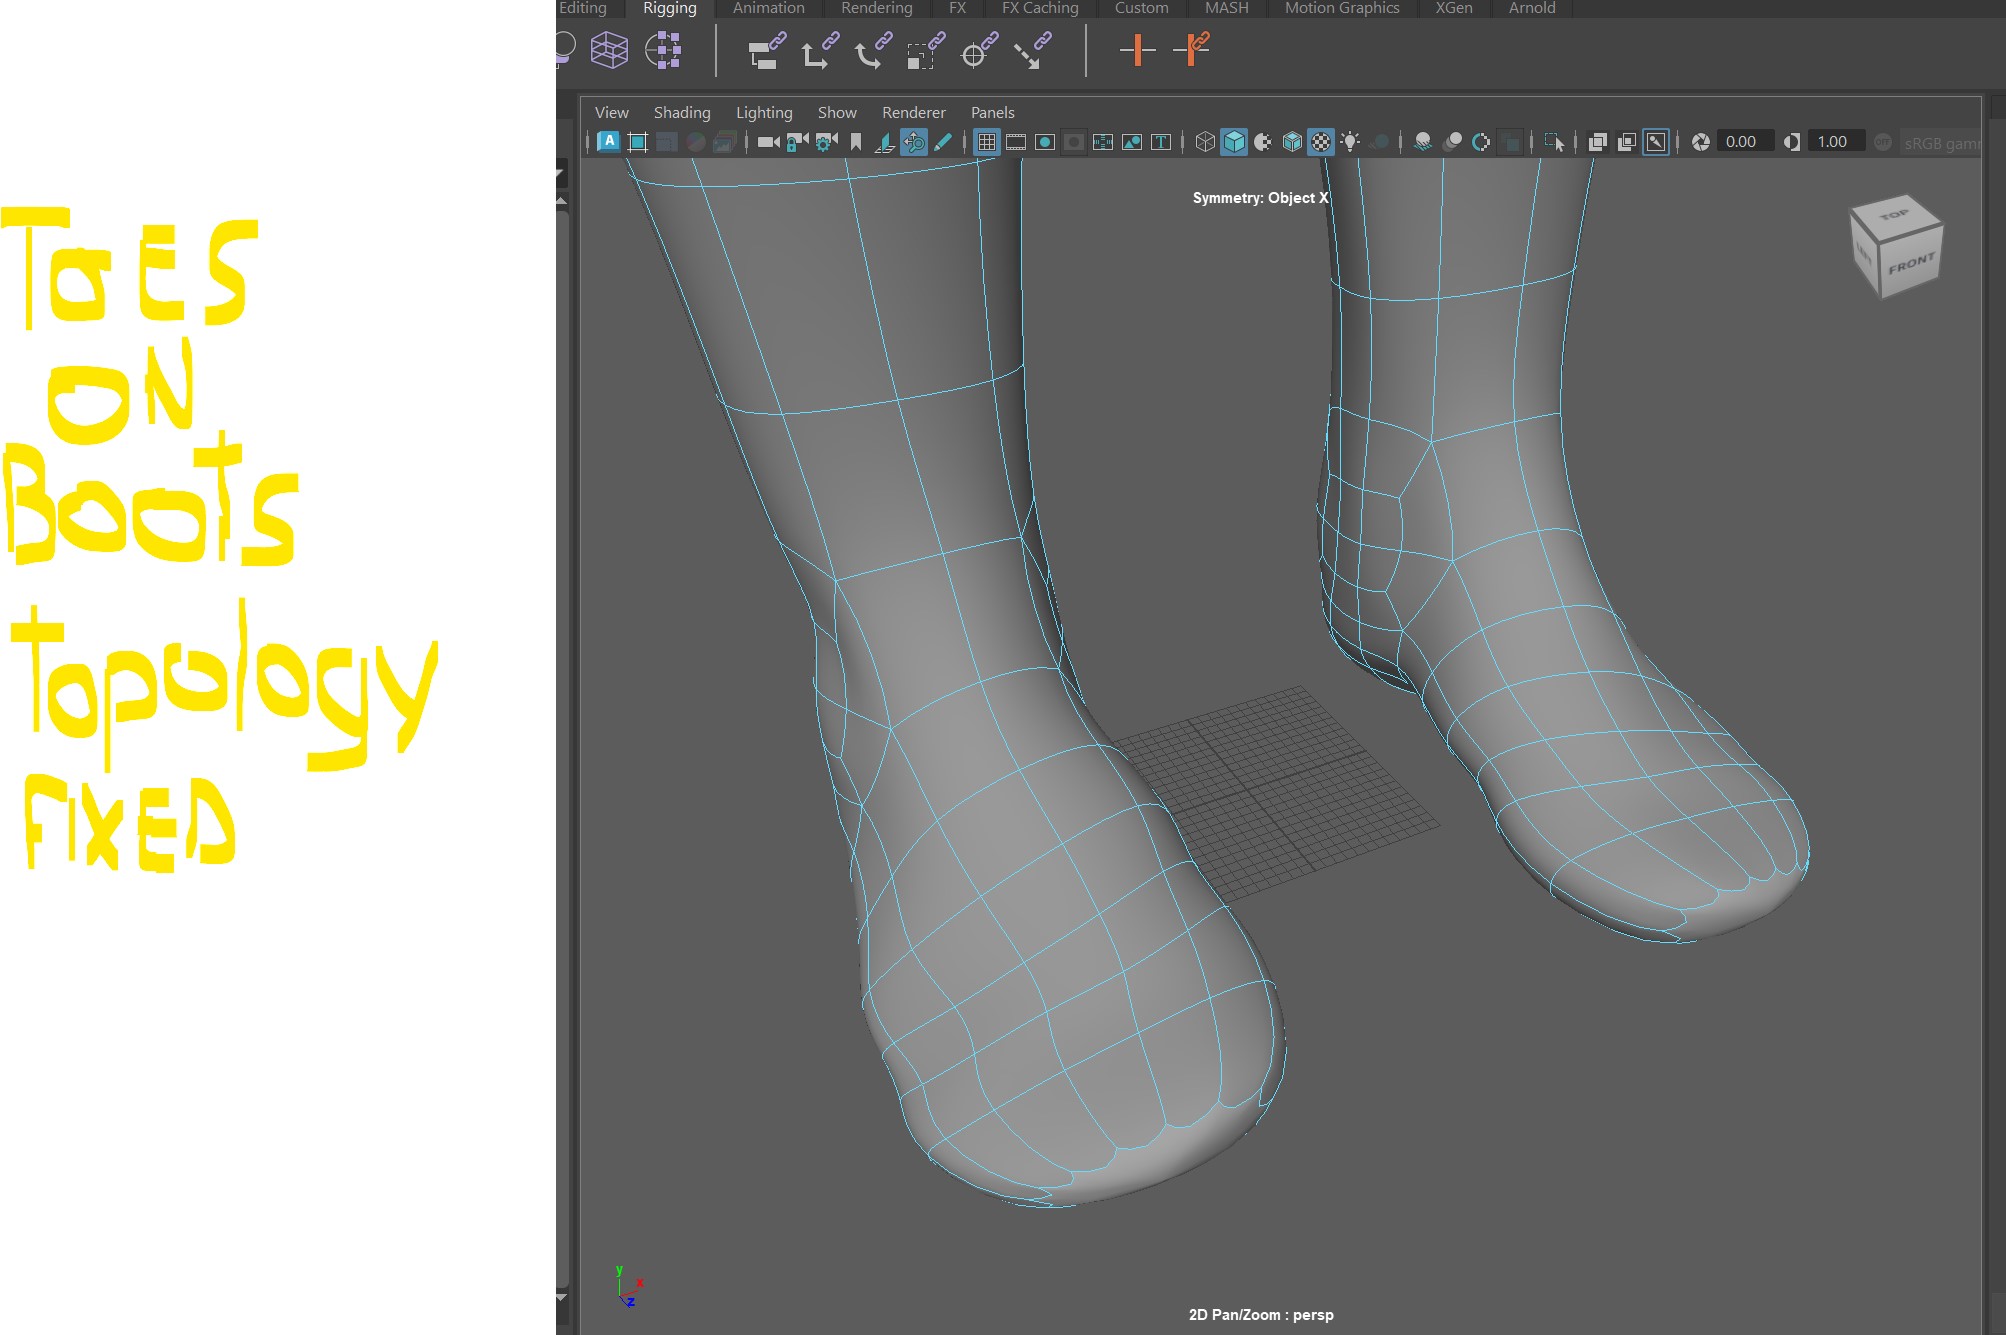 Editing Rigging Animation Rendering FX FX Caching Custom MASH Motion Graphics XGen Arnold
View Shading Lighting Show Renderer Panels
A T 0.00 1.00 sRGB gamm
Symmetry: Object X
TOP
LEFT FRONT
ToES
ON
Boots
Topology
FIXED
y
x
z
2D Pan/Zoom : persp